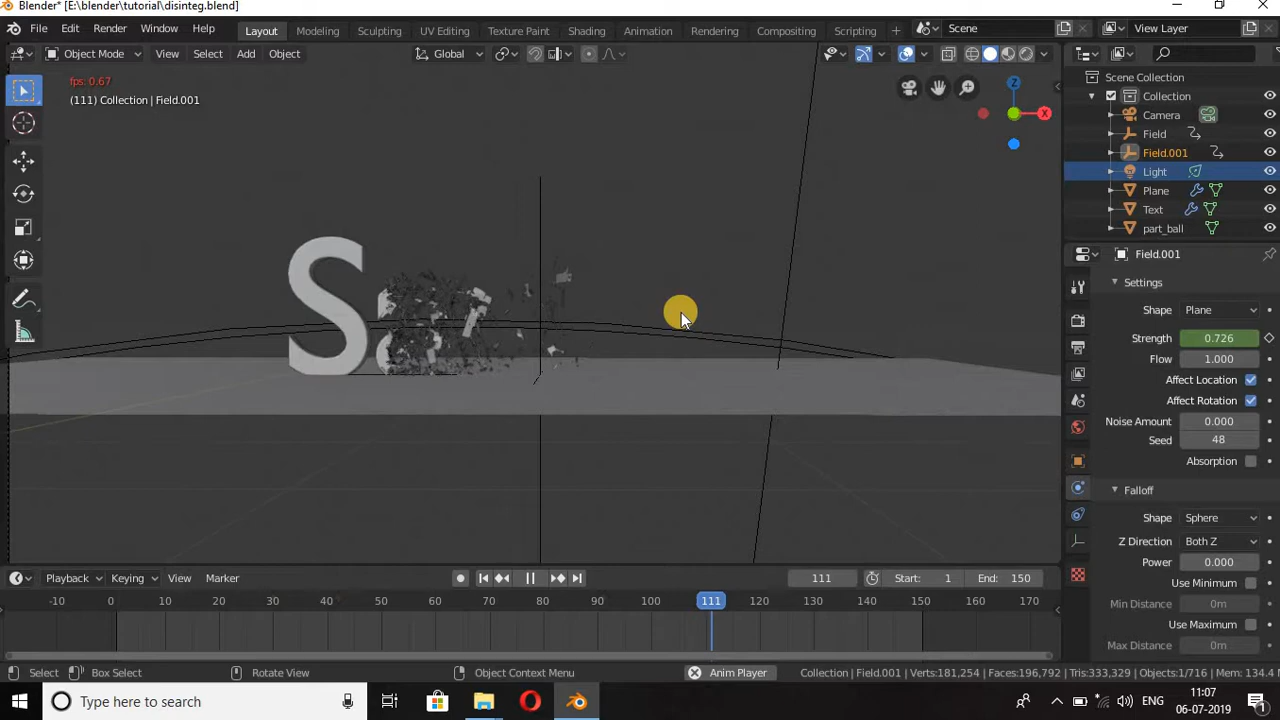 Blender* [E:\blender\tutorial\disinteg.blend]
File Edit Render Window Help Layout Modeling Sculpting UV Editing Texture Paint Shading Animation Rendering Compositing Scripting + Scene View Layer
Object Mode View Select Add Object Global
fps: 0.67
(111) Collection | Field.001
Z
X
S
Scene Collection
Collection
Camera
Field
Field.001
Light
Plane
Text
part_ball
Field.001
Settings
Shape Plane
Strength 0.726
Flow 1.000
Affect Location
Affect Rotation
Noise Amount 0.000
Seed 48
Absorption
Falloff
Shape Sphere
Z Direction Both Z
Power 0.000
Use Minimum
Min Distance 0m
Use Maximum
Max Distance 0m
Playback Keying View Marker 111 Start: 1 End: 150
-10 0 10 20 30 40 50 60 70 80 90 100 111 120 130 140 150 160 170
Select Box Select Rotate View Object Context Menu Anim Player Collection | Field.001 | Verts:181,254 | Faces:196,792 | Tris:333,329 | Objects:1/716 | Mem: 134.4
Type here to search ENG 11:07
06-07-2019 1